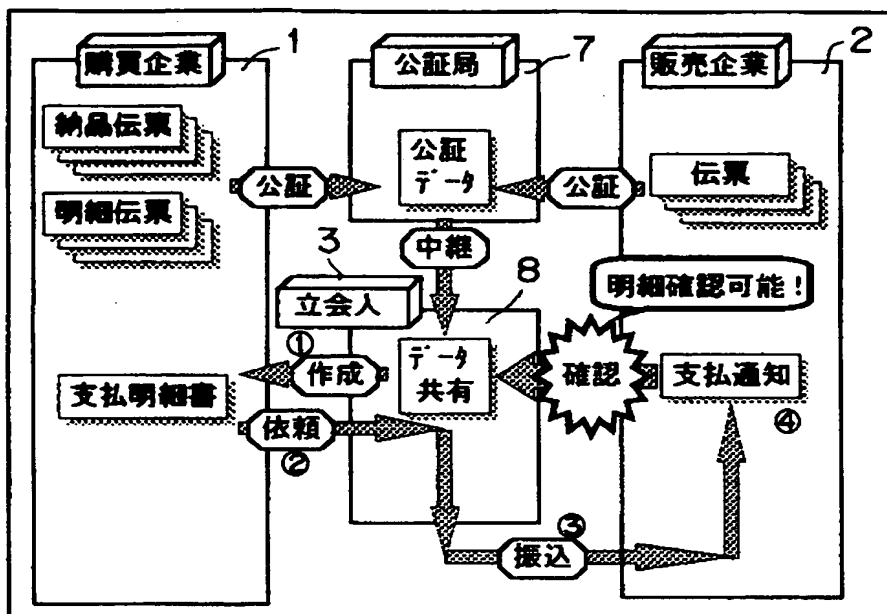 1
7
2
購買企業
公証局
販売企業
納品伝票
公証
データ
伝票
公証
公証
明細伝票
中継
3
8
明細確認可能!
立会人
①
作成
データ
共有
確認
支払通知
支払明細書
依頼
②
④
③
振込